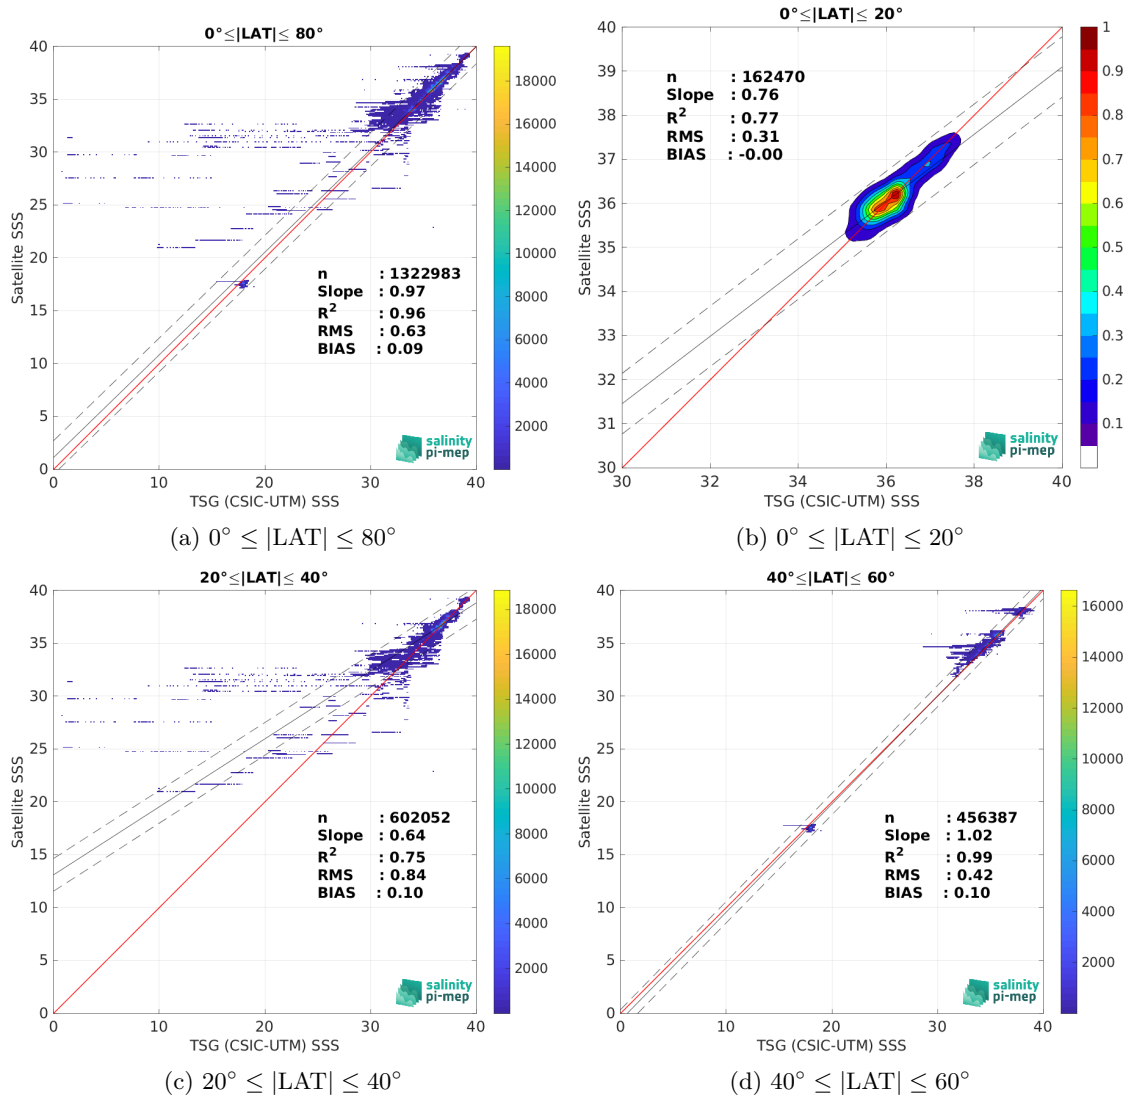 0°≤|LAT|≤ 80°
40
35
30
25
20
15
10
5
0
Satellite SSS
n : 1322983
Slope : 0.97
R² : 0.96
RMS : 0.63
BIAS : 0.09
salinity
pi-mep
0 10 20 30 40
TSG (CSIC-UTM) SSS
18000
16000
14000
12000
10000
8000
6000
4000
2000
(a) 0° ≤ |LAT| ≤ 80°
0°≤|LAT|≤ 20°
40
39
38
37
36
35
34
33
32
31
30
Satellite SSS
n : 162470
Slope : 0.76
R² : 0.77
RMS : 0.31
BIAS : -0.00
salinity
pi-mep
30 32 34 36 38 40
TSG (CSIC-UTM) SSS
1
0.9
0.8
0.7
0.6
0.5
0.4
0.3
0.2
0.1
(b) 0° ≤ |LAT| ≤ 20°
20°≤|LAT|≤ 40°
40
35
30
25
20
15
10
5
0
Satellite SSS
n : 602052
Slope : 0.64
R² : 0.75
RMS : 0.84
BIAS : 0.10
salinity
pi-mep
0 10 20 30 40
TSG (CSIC-UTM) SSS
18000
16000
14000
12000
10000
8000
6000
4000
2000
(c) 20° ≤ |LAT| ≤ 40°
40°≤|LAT|≤ 60°
40
35
30
25
20
15
10
5
0
Satellite SSS
n : 456387
Slope : 1.02
R² : 0.99
RMS : 0.42
BIAS : 0.10
salinity
pi-mep
0 10 20 30 40
TSG (CSIC-UTM) SSS
16000
14000
12000
10000
8000
6000
4000
2000
(d) 40° ≤ |LAT| ≤ 60°